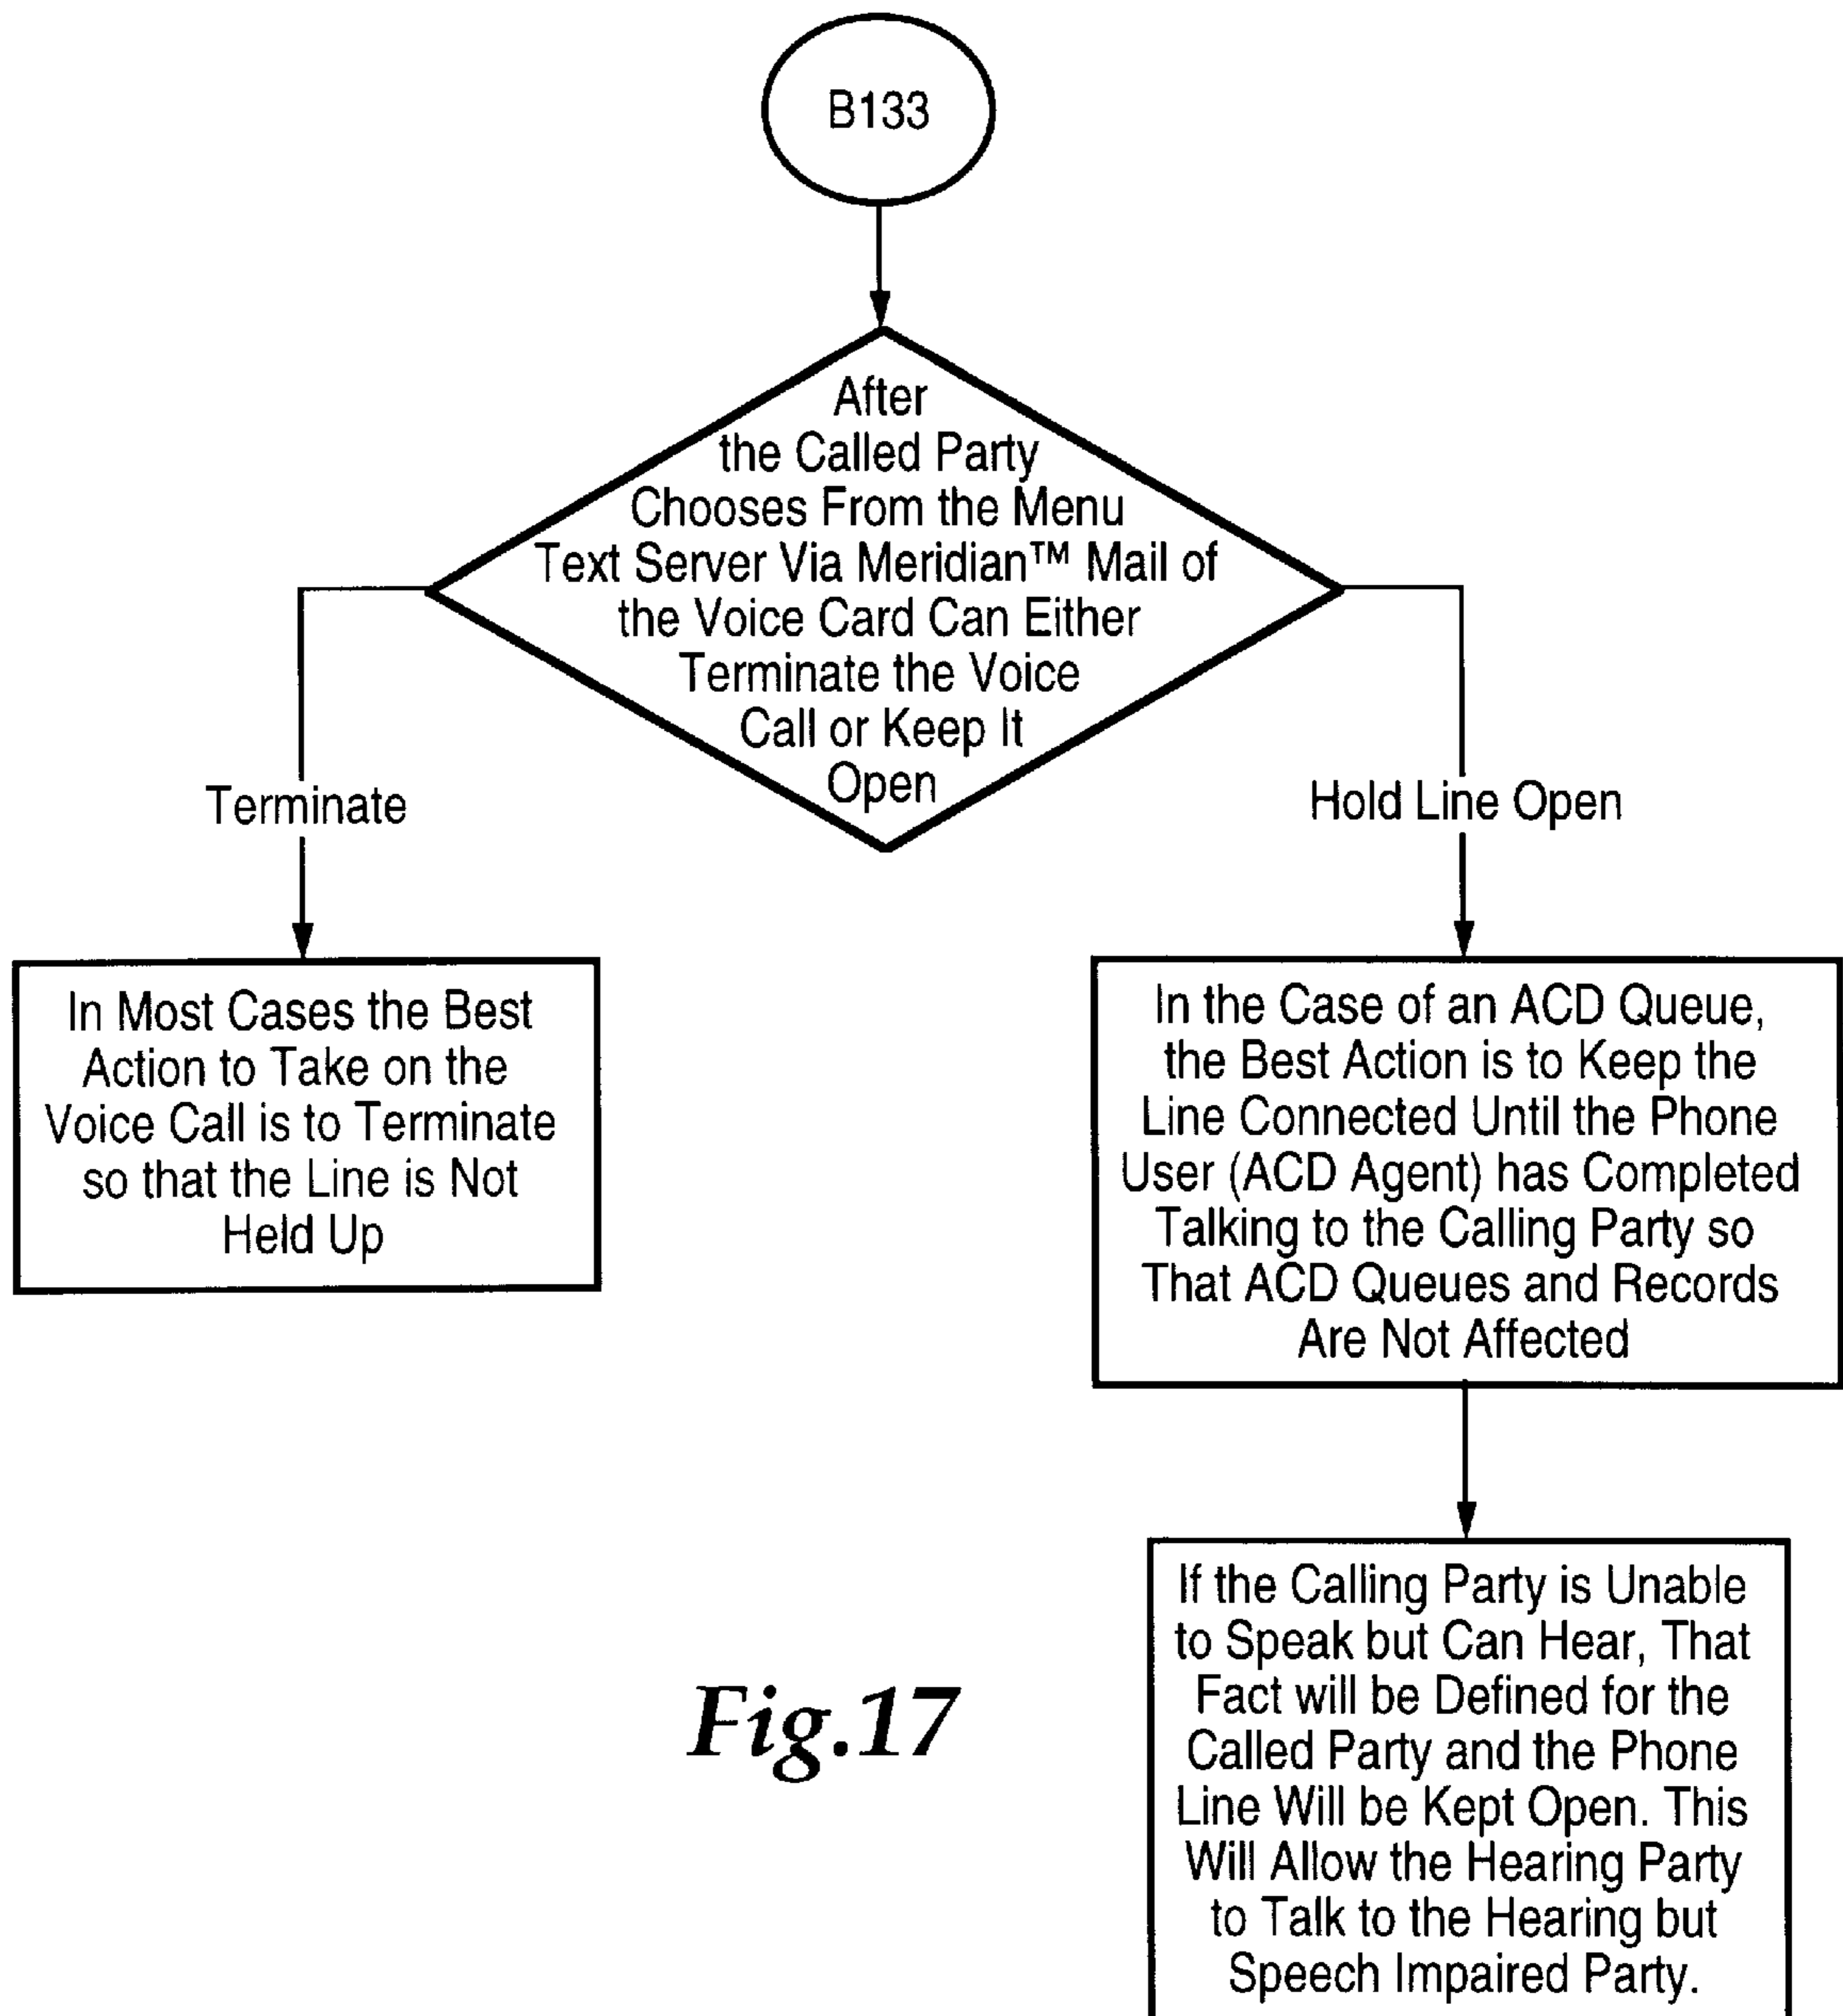 B133
After
the Called Party
Chooses From the Menu
Text Server Via Meridian™ Mail of
the Voice Card Can Either
Terminate the Voice
Call or Keep It
Open
Terminate
Hold Line Open
In Most Cases the Best
Action to Take on the
Voice Call is to Terminate
so that the Line is Not
Held Up
In the Case of an ACD Queue,
the Best Action is to Keep the
Line Connected Until the Phone
User (ACD Agent) has Completed
Talking to the Calling Party so
That ACD Queues and Records
Are Not Affected
If the Calling Party is Unable
to Speak but Can Hear, That
Fact will be Defined for the
Called Party and the Phone
Line Will be Kept Open. This
Will Allow the Hearing Party
to Talk to the Hearing but
Speech Impaired Party.
Fig.17